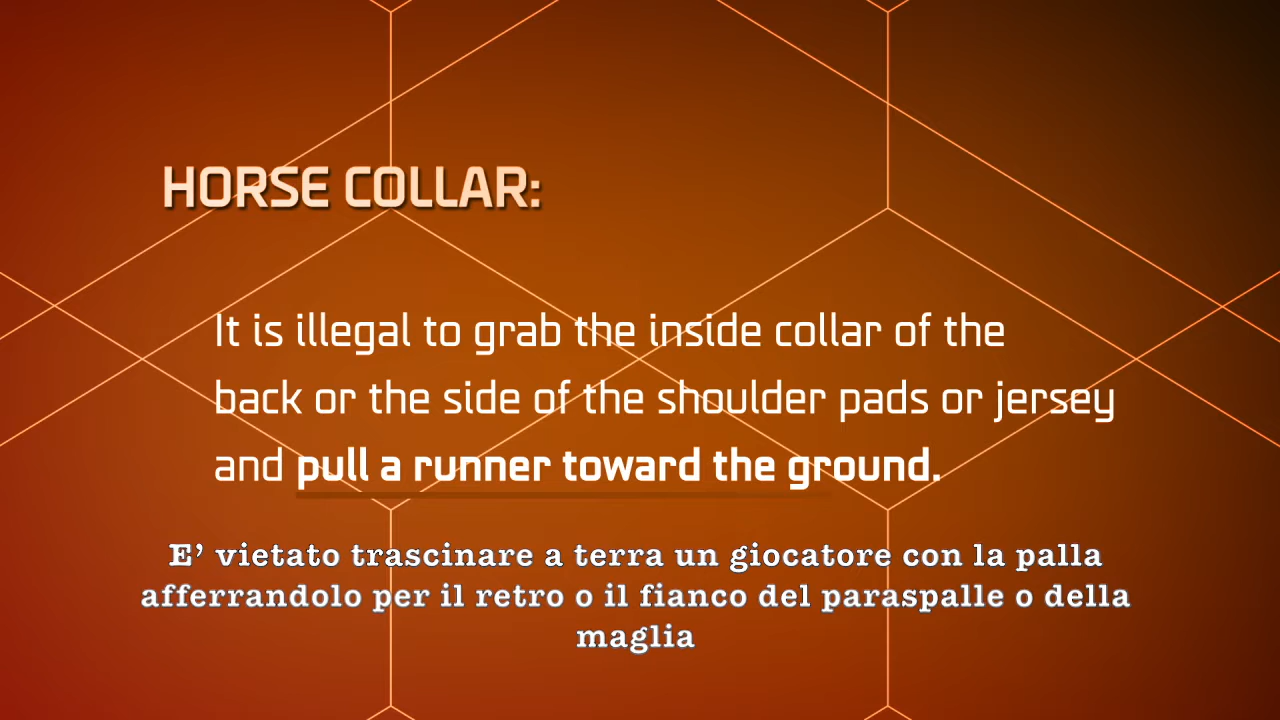 HORSE COLLAR:
It is illegal to grab the inside collar of the
back or the side of the shoulder pads or jersey
and pull a runner toward the ground.
E’ vietato trascinare a terra un giocatore con la palla
afferrandolo per il retro o il fianco del paraspalle o della
maglia